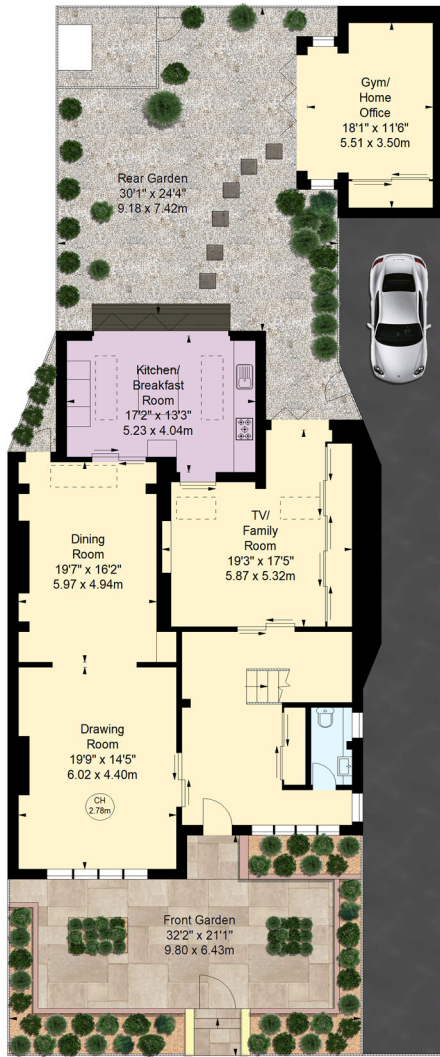 Gym/
Home
Office
18'1" x 11'6"
5.51 x 3.50m
Rear Garden
30'1" x 24'4"
9.18 x 7.42m
Kitchen/
Breakfast
Room
17'2" x 13'3"
5.23 x 4.04m
TV/
Family
Room
19'3" x 17'5"
5.87 x 5.32m
Dining
Room
19'7" x 16'2"
5.97 x 4.94m
Drawing
Room
19'9" x 14'5"
6.02 x 4.40m
CH
2.78m
Front Garden
32'2" x 21'1"
9.80 x 6.43m